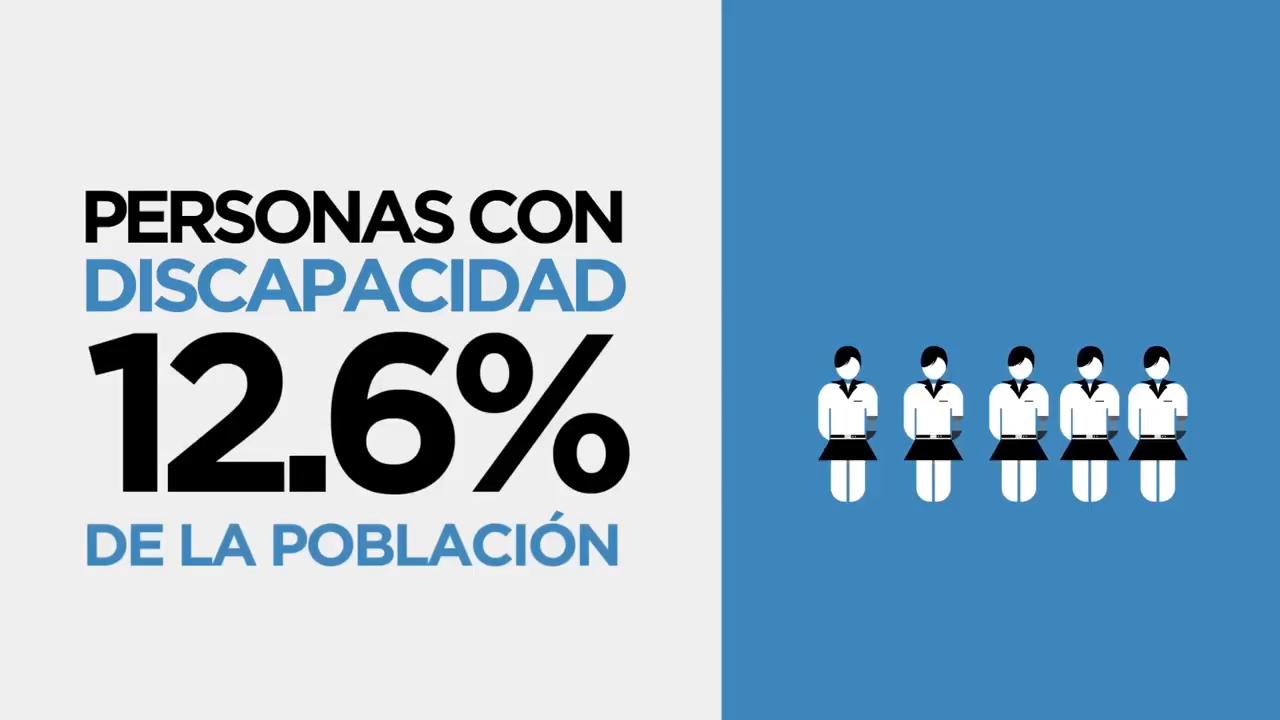 PERSONAS CON
DISCAPACIDAD
12.6%
DE LA POBLACIÓN